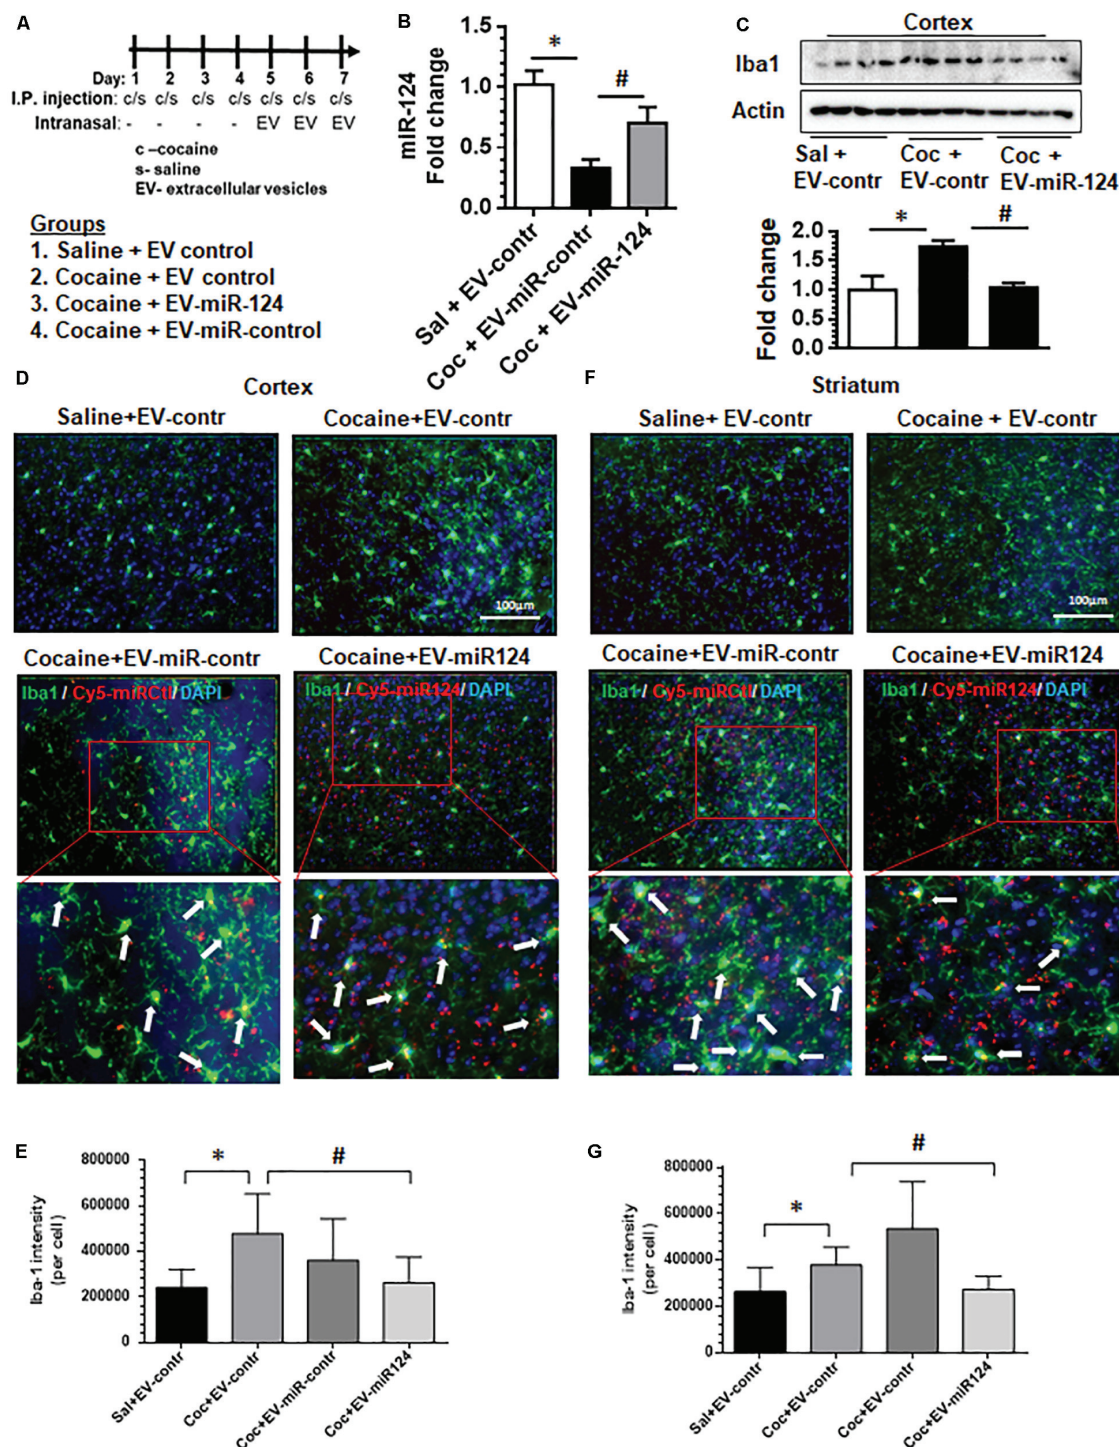 A
Day: 1 2 3 4 5 6 7
I.P. injection: c/s c/s c/s c/s c/s c/s c/s
Intranasal: - - - - EV EV EV
c –cocaine
s- saline
EV- extracellular vesicles
Groups
1. Saline + EV control
2. Cocaine + EV control
3. Cocaine + EV-miR-124
4. Cocaine + EV-miR-control
B
miR-124
Fold change
1.5
1.0
0.5
0.0
*
#
Sal + EV-contr
Coc + EV-miR-contr
Coc + EV-miR-124
C
Cortex
Iba1
Actin
Sal + EV-contr
Coc + EV-contr
Coc + EV-miR-124
Fold change
2.0
1.5
1.0
0.5
0.0
*
#
D
Cortex
Saline+EV-contr
Cocaine+EV-contr
100µm
Cocaine+EV-miR-contr
Cocaine+EV-miR124
Iba1 / Cy5-miRCtl/DAPI
Iba1 / Cy5-miR124/DAPI
F
Striatum
Saline+ EV-contr
Cocaine + EV-contr
100µm
Cocaine+EV-miR-contr
Cocaine+EV-miR124
Iba1 / Cy5-miRCtl/DAPI
Iba1 / Cy5-miR124/DAPI
E
Iba-1 intensity
(per cell)
800000
600000
400000
200000
0
*
#
Sal+EV-contr
Coc+EV-contr
Coc+EV-miR-contr
Coc+EV-miR124
G
Iba-1 intensity
(per cell)
800000
600000
400000
200000
0
*
#
Sal+EV-contr
Coc+EV-contr
Coc+EV-contr
Coc+EV-miR124